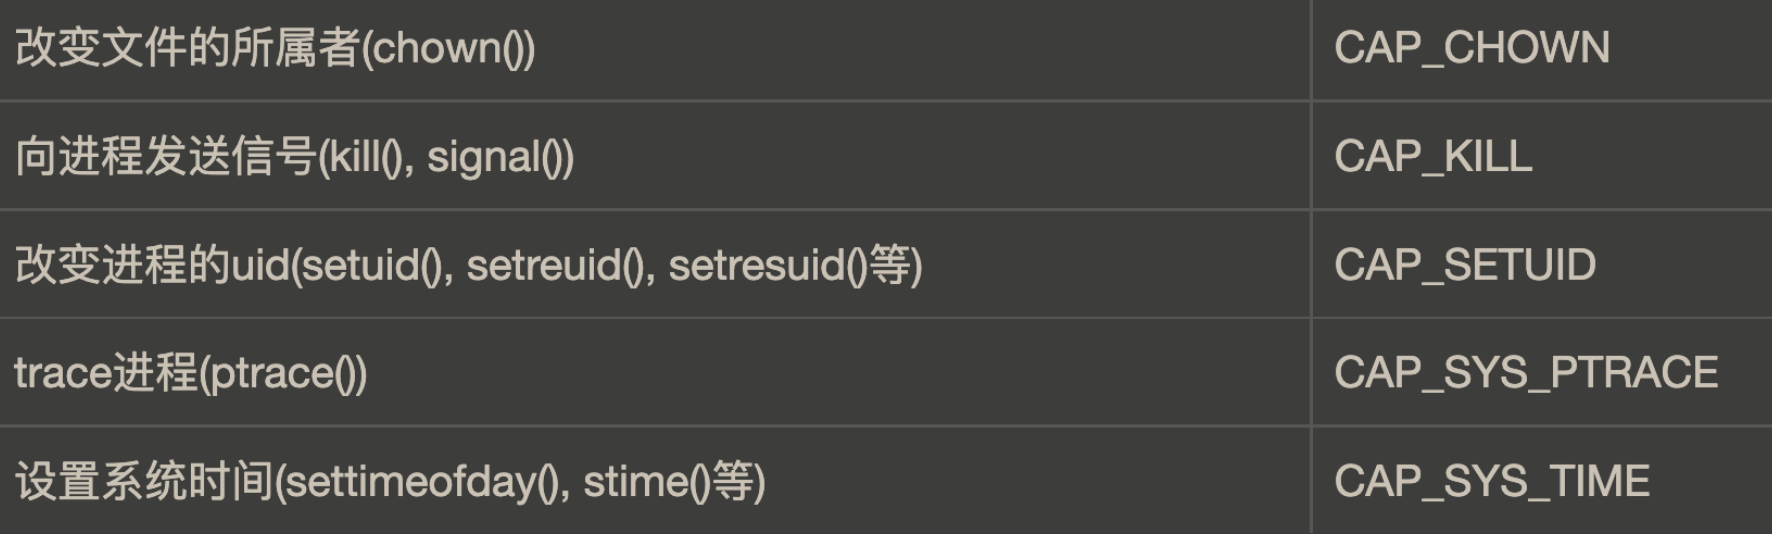 改变文件的所属者(chown()) CAP_CHOWN
向进程发送信号(kill(), signal()) CAP_KILL
改变进程的uid(setuid(), setreuid(), setresuid()等) CAP_SETUID
trace进程(ptrace()) CAP_SYS_PTRACE
设置系统时间(settimeofday(), stime()等) CAP_SYS_TIME